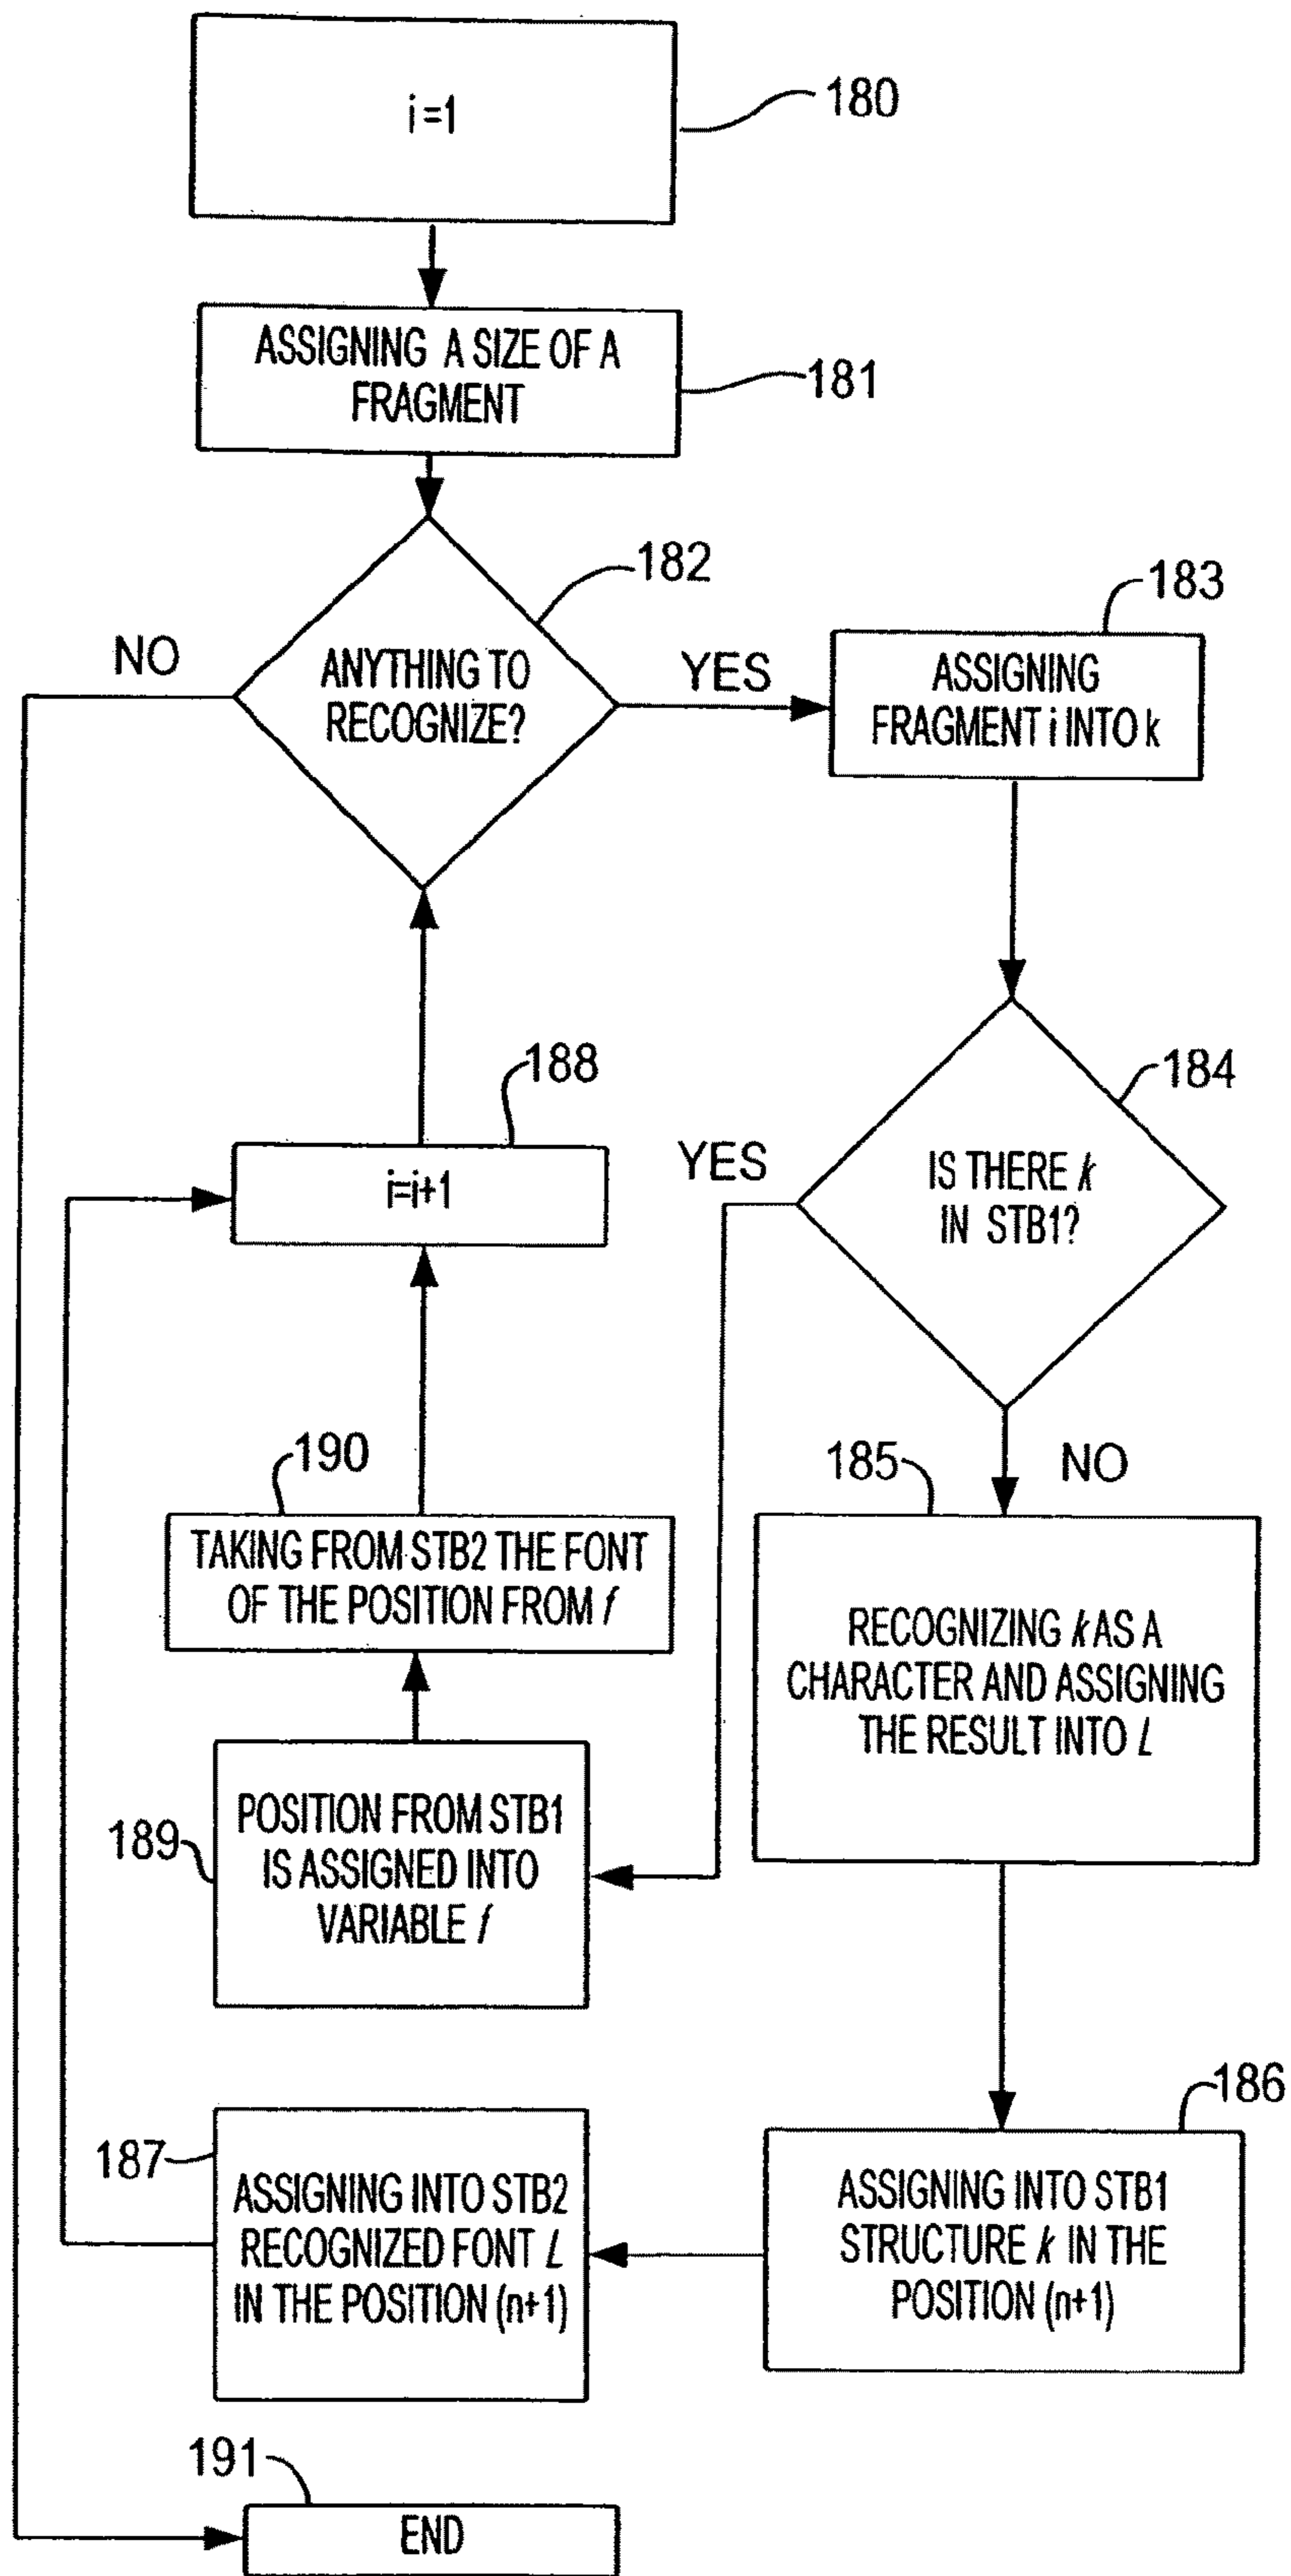 i=1
180
ASSIGNING A SIZE OF A
FRAGMENT
181
182
ANYTHING TO
RECOGNIZE?
NO
YES
183
ASSIGNING
FRAGMENT i INTO k
184
IS THERE k
IN STB1?
YES
NO
188
i=i+1
190
TAKING FROM STB2 THE FONT
OF THE POSITION FROM f
185
RECOGNIZING k AS A
CHARACTER AND ASSIGNING
THE RESULT INTO L
189
POSITION FROM STB1
IS ASSIGNED INTO
VARIABLE f
186
ASSIGNING INTO STB1
STRUCTURE k IN THE
POSITION (n+1)
187
ASSIGNING INTO STB2
RECOGNIZED FONT L
IN THE POSITION (n+1)
191
END